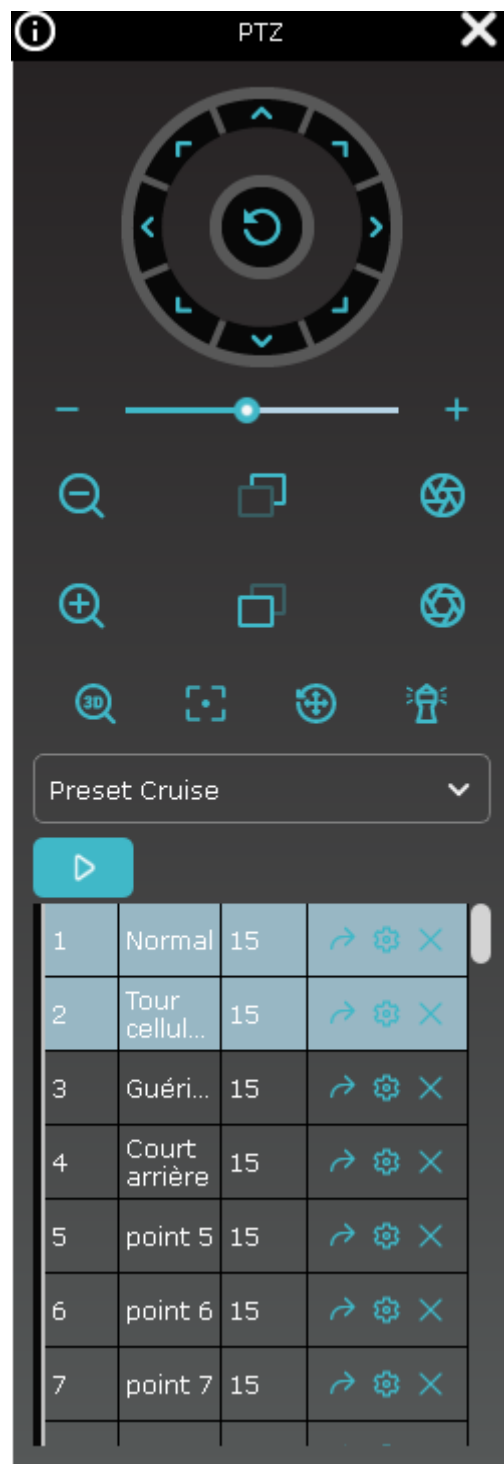 PTZ
3D
Preset Cruise
1 Normal 15
2 Tour cellul... 15
3 Guéri... 15
4 Court arrière 15
5 point 5 15
6 point 6 15
7 point 7 15